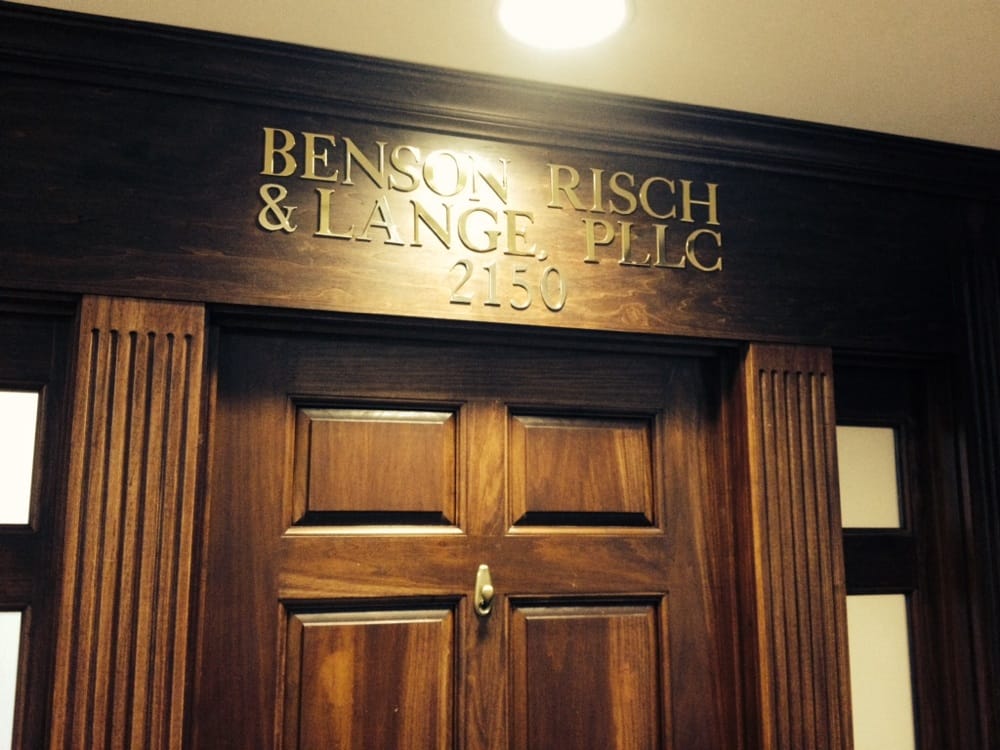 BENSON RISCH
& LANGE, PLLC
2150